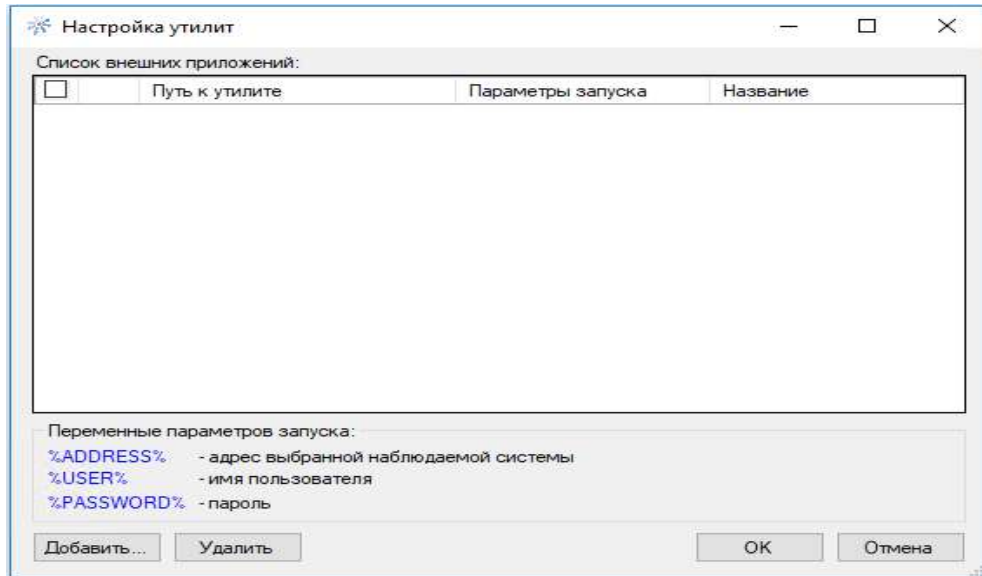 Настройка утилит
Список внешних приложений:
Путь к утилите Параметры запуска Название
Переменные параметров запуска:
%ADDRESS% - адрес выбранной наблюдаемой системы
%USER% - имя пользователя
%PASSWORD% - пароль
Добавить... Удалить OK Отмена